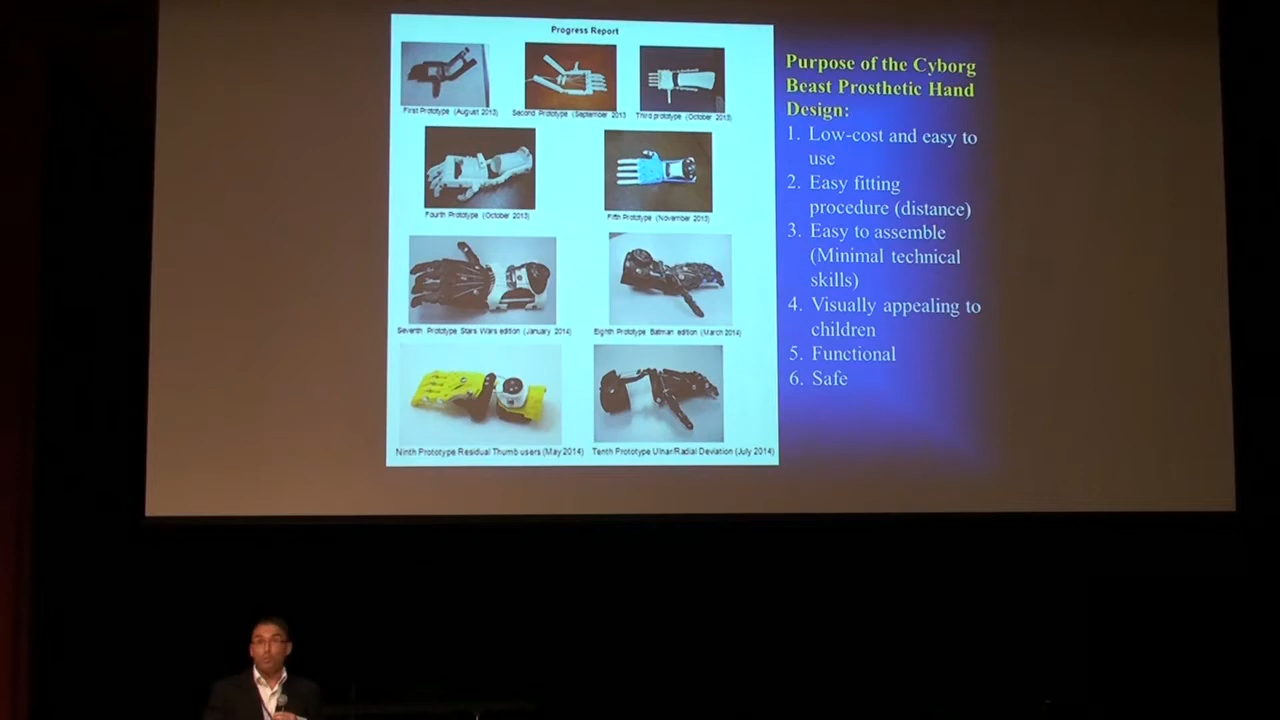 Progress Report
First Prototype (August 2013)
Second Prototype (September 2013
Third prototype (October 2013)
Fourth Prototype (October 2013)
Fifth Prototype (November 2013)
Seventh Prototype Stars Wars edition (January 2014)
Eighth Prototype Batman edition (March 2014)
Ninth Prototype Residual Thumb users (May 2014)
Tenth Prototype Ulnar/Radial Deviation (July 2014)
Purpose of the Cyborg
Beast Prosthetic Hand
Design:
1. Low-cost and easy to
use
2. Easy fitting
procedure (distance)
3. Easy to assemble
(Minimal technical
skills)
4. Visually appealing to
children
5. Functional
6. Safe